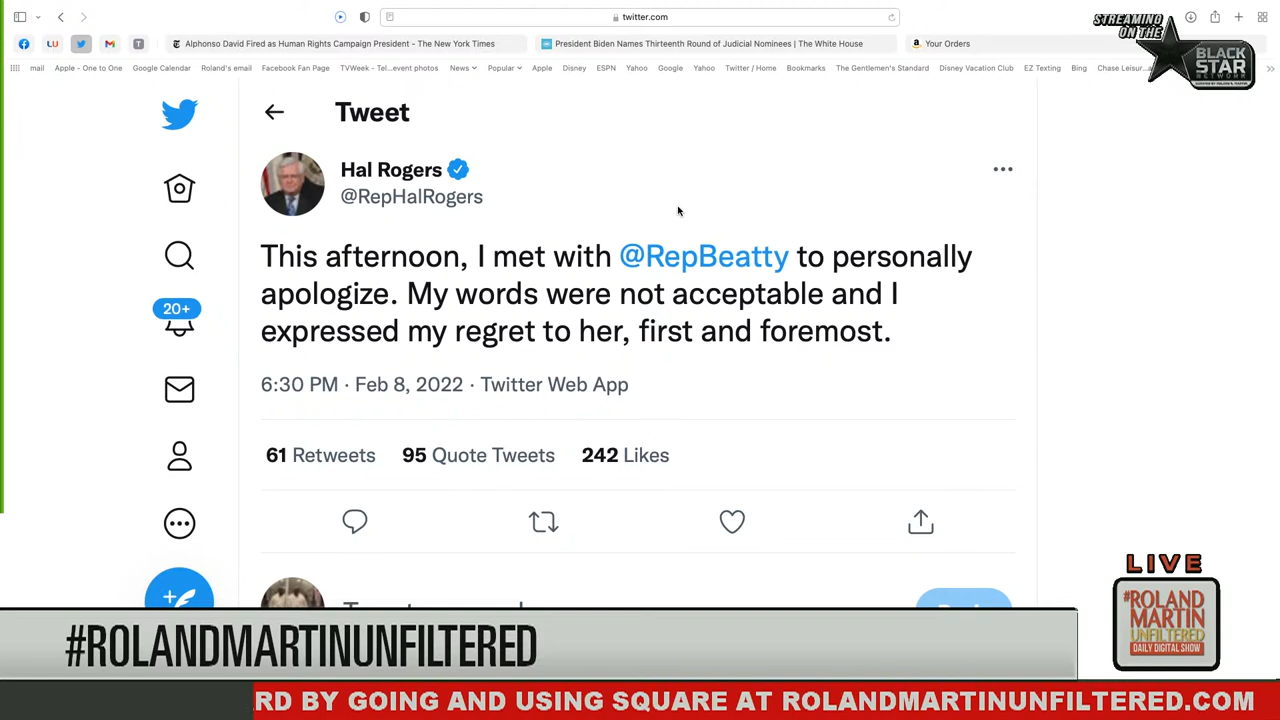 twitter.com
STREAMING
ON THE
BLACK
STAR
NETWORK
LU
T
Alphonso David Fired as Human Rights Campaign President - The New York Times
President Biden Names Thirteenth Round of Judicial Nominees | The White House
Your Orders
mail
Apple - One to One
Google Calendar
Roland's email
Facebook Fan Page
TVWeek - Tel...event photos
News
Popular
Apple
Disney
ESPN
Yahoo
Google
Yahoo
Twitter / Home
Bookmarks
The Gentlemen's Standard
Disney Vacation Club
EZ Texting
Bing
Chase Leisur...
Tweet
Hal Rogers
@RepHalRogers
This afternoon, I met with @RepBeatty to personally
apologize. My words were not acceptable and I
expressed my regret to her, first and foremost.
20+
6:30 PM · Feb 8, 2022 · Twitter Web App
61 Retweets 95 Quote Tweets 242 Likes
LIVE
#ROLAND
MARTIN
UNFILTERED
DAILY DIGITAL SHOW
#ROLANDMARTINUNFILTERED
RD BY GOING AND USING SQUARE AT ROLANDMARTINUNFILTERED.COM